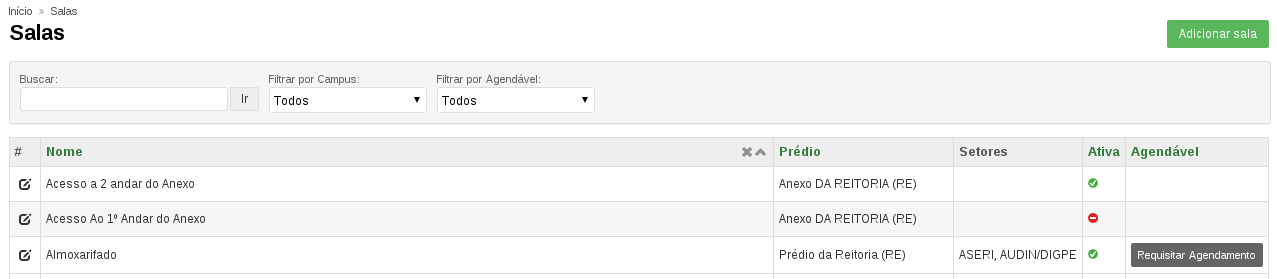 Início » Salas
Salas
Adicionar sala
Buscar:
Ir
Filtrar por Campus:
Todos
Filtrar por Agendável:
Todos
# Nome Prédio Setores Ativa Agendável
Acesso a 2 andar do Anexo Anexo DA REITORIA (RE)
Acesso Ao 1º Andar do Anexo Anexo DA REITORIA (RE)
Almoxarifado Prédio da Reitoria (RE) ASERI, AUDIN/DIGPE Requisitar Agendamento